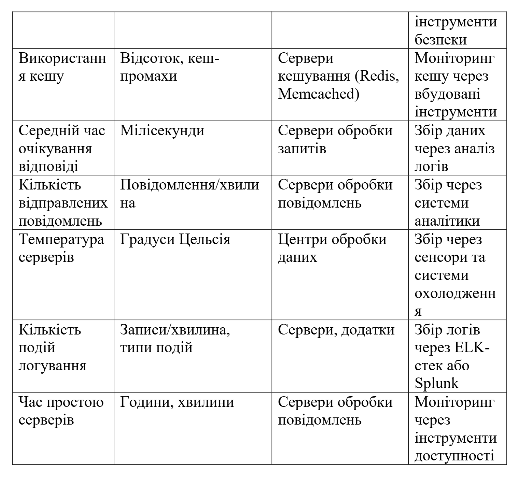 інструменти
безпеки
Використанн
я кешу
Відсоток, кеш-
промахи
Сервери
кешування (Redis,
Memcached)
Моніторинг
кешу через
вбудовані
інструменти
Середній час
очікування
відповіді
Мілісекунди
Сервери обробки
запитів
Збір даних
через аналіз
логів
Кількість
відправлених
повідомлень
Повідомлення/хвили
на
Сервери обробки
повідомлень
Збір через
системи
аналітики
Температура
серверів
Градуси Цельсія
Центри обробки
даних
Збір через
сенсори та
системи
охолодженн
я
Кількість
подій
логування
Записи/хвилина,
типи подій
Сервери, додатки
Збір логів
через ELK-
стек або
Splunk
Час простою
серверів
Години, хвилини
Сервери обробки
повідомлень
Моніторинг
через
інструменти
доступності